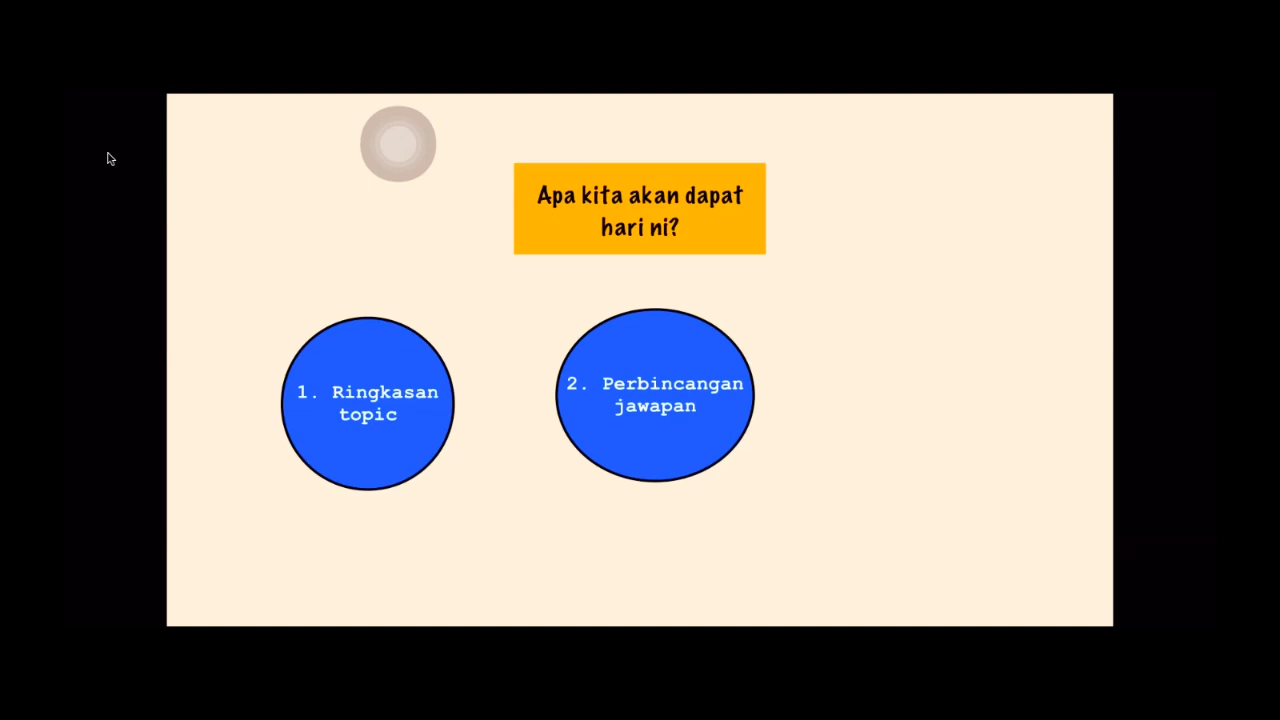 Apa kita akan dapat
hari ni?
1. Ringkasan
topic
2. Perbincangan
jawapan